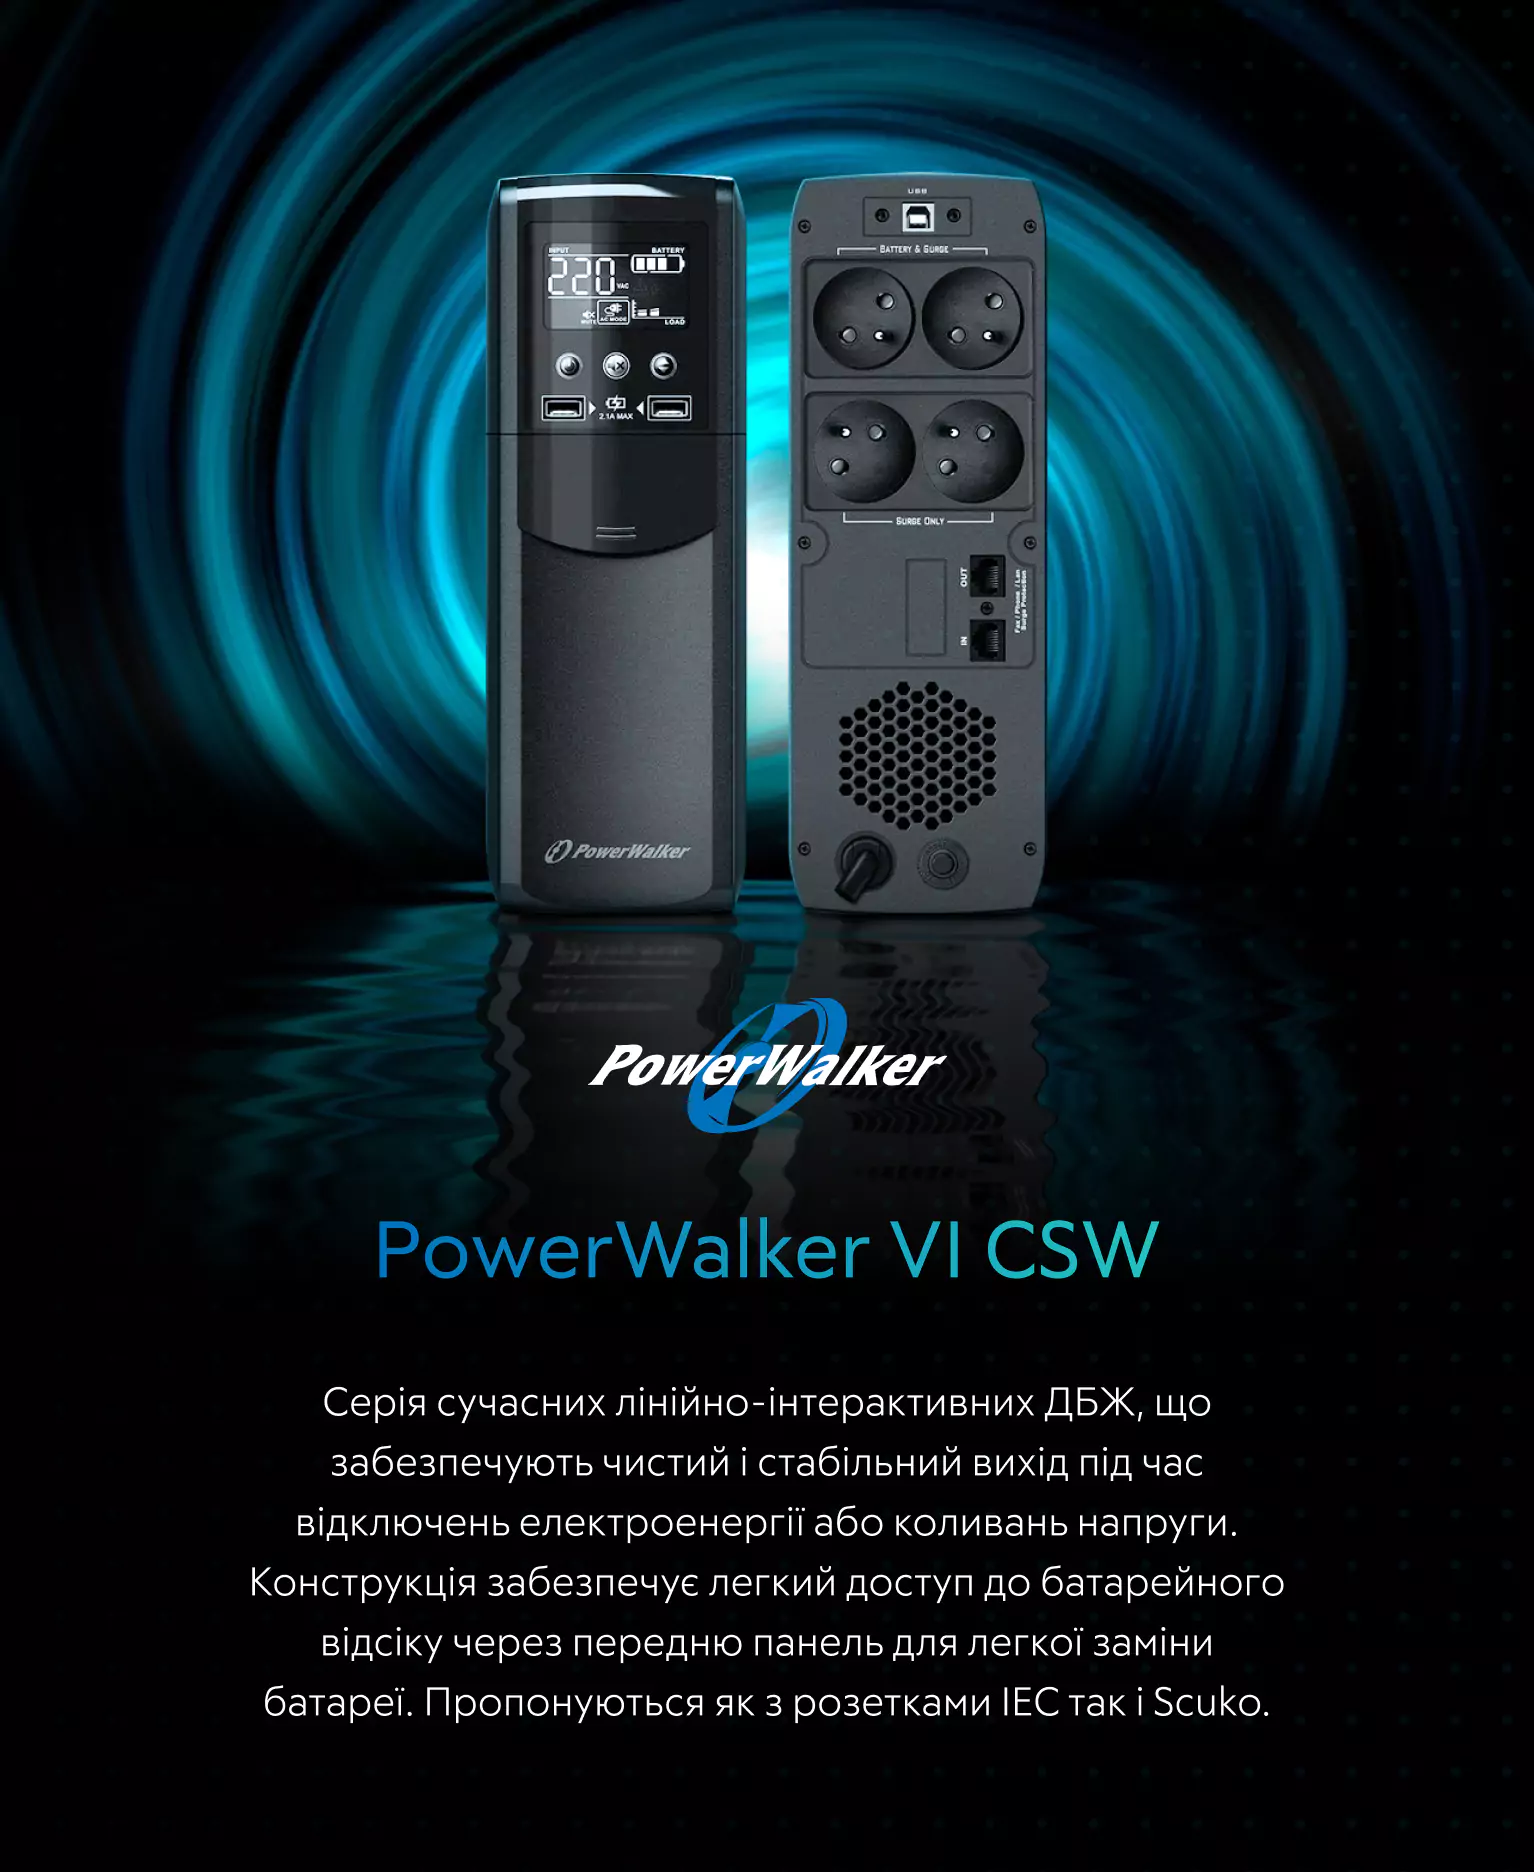 USB
INPUT BATTERY
220 VAC
MUTE AC MODE LOAD
2.1A MAX
PowerWalker
BATTERY & SURGE
SURGE ONLY
OUT
IN
Fax / Phone / Lan
Surge Protection
PowerWalker
PowerWalker VI CSW
Серія сучасних лінійно-інтерактивних ДБЖ, що
забезпечують чистий і стабільний вихід під час
відключень електроенергії або коливань напруги.
Конструкція забезпечує легкий доступ до батарейного
відсіку через передню панель для легкої заміни
батареї. Пропонуються як з розетками IEC так і Scuko.